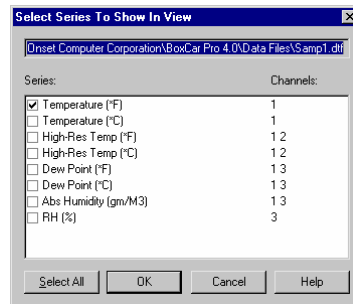 Select Series To Show In View
Onset Computer Corporation\BoxCar Pro 4.0\Data Files\Samp1.dtf
Series: Channels:
Temperature (*F) 1
Temperature (*C) 1
High-Res Temp (*F) 1 2
High-Res Temp (*C) 1 2
Dew Point (*F) 1 3
Dew Point (*C) 1 3
Abs Humidity (gm/M3) 1 3
RH (%) 3
Select All OK Cancel Help